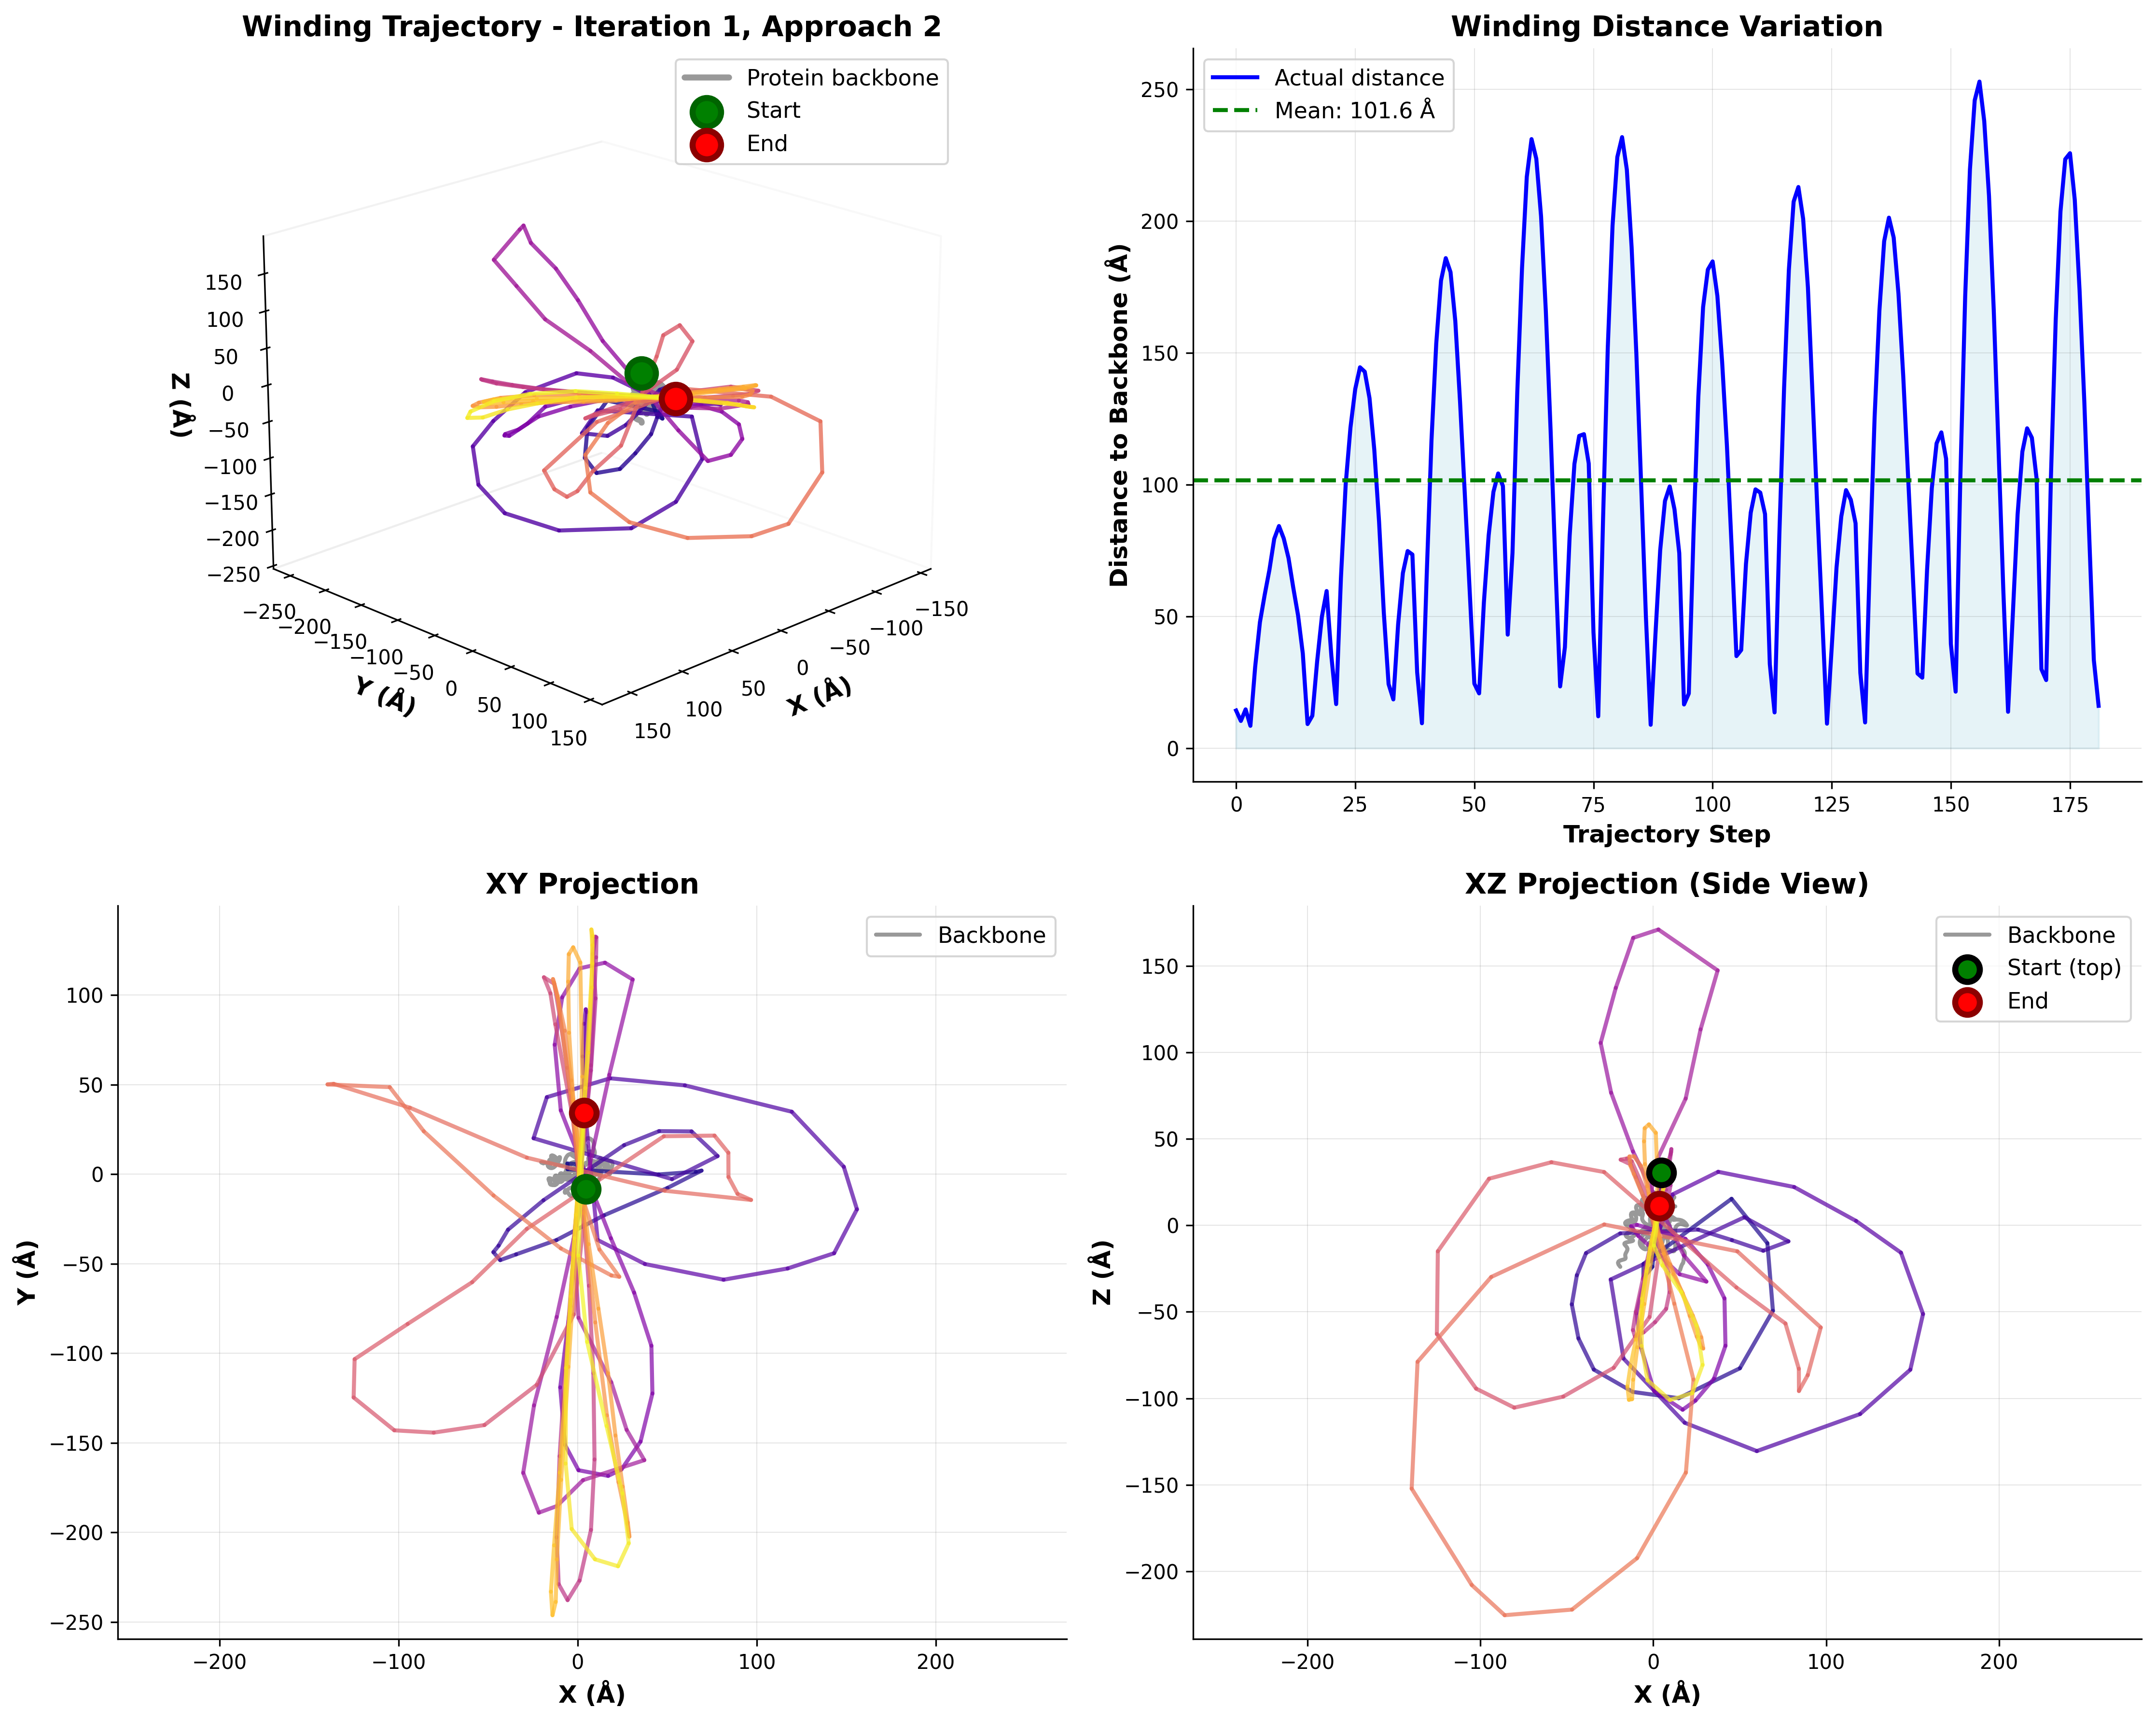 Winding Trajectory - Iteration 1, Approach 2
Protein backbone
Start
End
150
100
50
0
−50
−100
−150
−200
−250
Z (Å)
−250
−200
−150
−100
−50
0
50
100
150
Y (Å)
150
100
50
0
−50
−100
−150
X (Å)
Winding Distance Variation
Actual distance
Mean: 101.6 Å
250
200
150
100
50
0
Distance to Backbone (Å)
0 25 50 75 100 125 150 175
Trajectory Step
XY Projection
Backbone
100
50
0
−50
−100
−150
−200
−250
Y (Å)
−200 −100 0 100 200
X (Å)
XZ Projection (Side View)
Backbone
Start (top)
End
150
100
50
0
−50
−100
−150
−200
Z (Å)
−200 −100 0 100 200
X (Å)